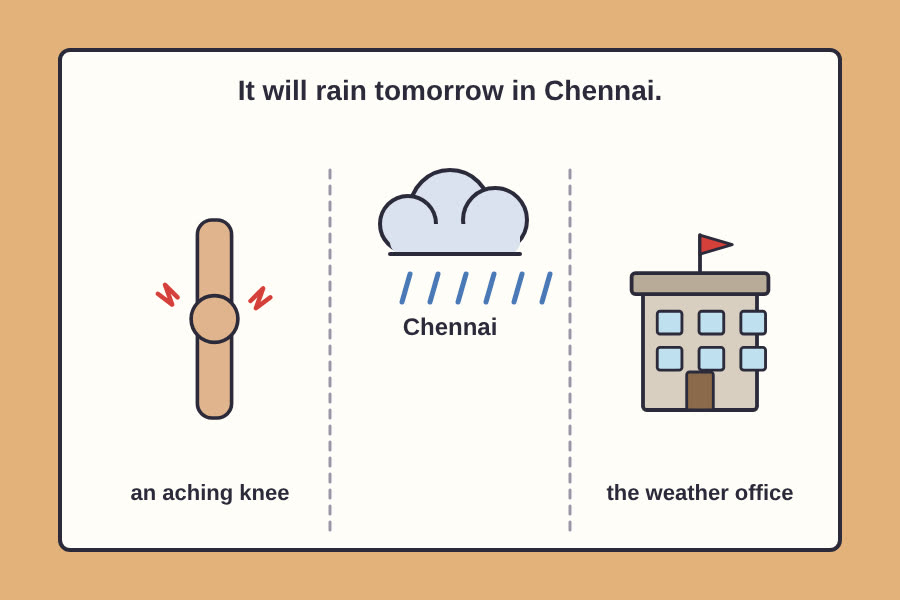 It will rain tomorrow in Chennai.
Chennai
an aching knee
the weather office